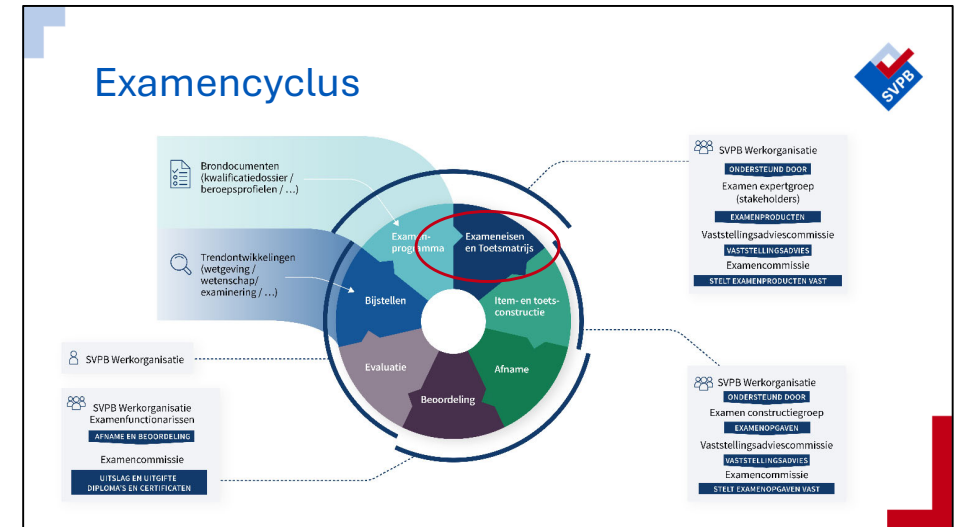 Examencyclus
SVPB
Brondocumenten
(kwalificatiedossier /
beroepsprofielen / ...)
Trendontwikkelingen
(wetgeving /
wetenschap/
examinering / ...)
Examen-
programma
Exameneisen
en Toetsmatrijs
Item- en toets-
constructie
Afname
Beoordeling
Evaluatie
Bijstellen
SVPB Werkorganisatie
SVPB Werkorganisatie
Examenfunctionarissen
AFNAME EN BEOORDELING
Examencommissie
UITSLAG EN UITGIFTE
DIPLOMA'S EN CERTIFICATEN
SVPB Werkorganisatie
ONDERSTEUND DOOR
Examen expertgroep
(stakeholders)
EXAMENPRODUCTEN
Vaststellingsadviescommissie
VASTSTELLINGSADVIES
Examencommissie
STELT EXAMENPRODUCTEN VAST
SVPB Werkorganisatie
ONDERSTEUND DOOR
Examen constructiegroep
EXAMENOPGAVEN
Vaststellingsadviescommissie
VASTSTELLINGSADVIES
Examencommissie
STELT EXAMENOPGAVEN VAST